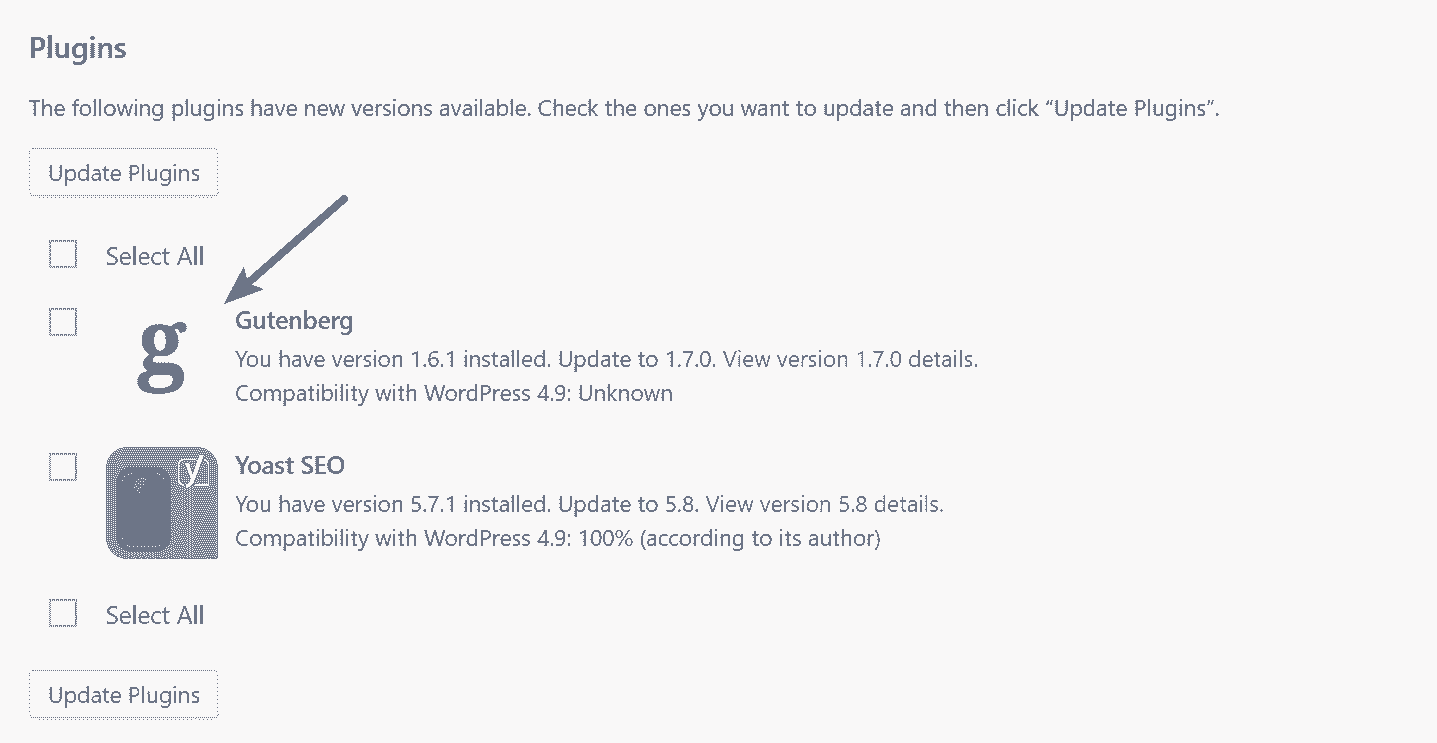 Plugins
The following plugins have new versions available. Check the ones you want to update and then click “Update Plugins”.
Update Plugins
Select All
g
Gutenberg
You have version 1.6.1 installed. Update to 1.7.0. View version 1.7.0 details.
Compatibility with WordPress 4.9: Unknown
y
Yoast SEO
You have version 5.7.1 installed. Update to 5.8. View version 5.8 details.
Compatibility with WordPress 4.9: 100% (according to its author)
Select All
Update Plugins